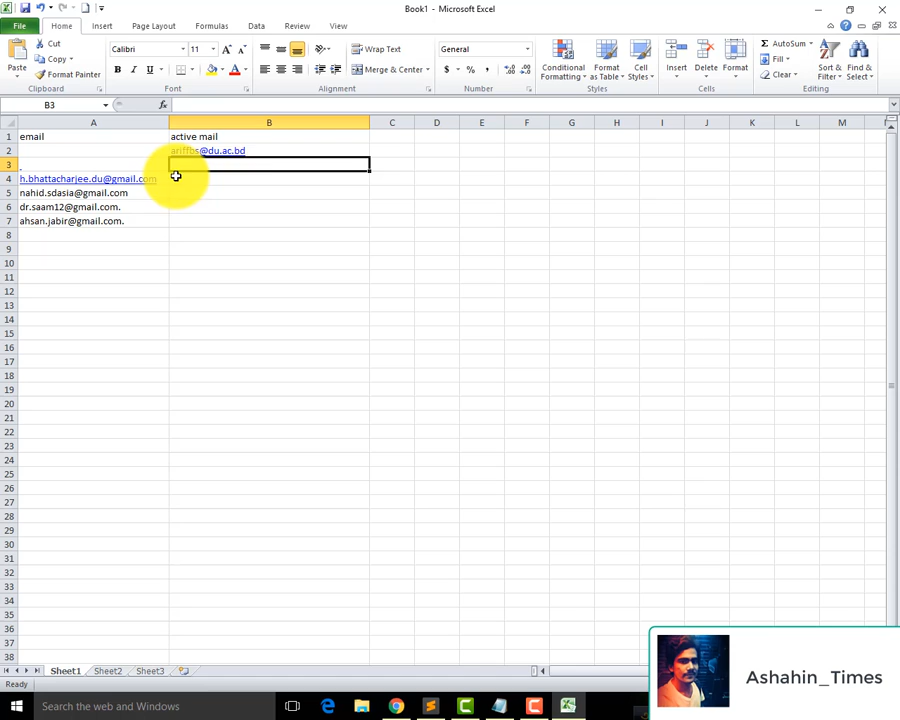 Book1 - Microsoft Excel
File Home Insert Page Layout Formulas Data Review View
Cut
Copy
Format Painter
Paste
Clipboard
Calibri 11
B I U
Font
Wrap Text
Merge & Center
Alignment
General
$ % ,
Number
Conditional Formatting
Format as Table
Cell Styles
Styles
Insert Delete Format
Cells
AutoSum
Fill
Clear
Sort & Filter
Find & Select
Editing
B3 fx
A B C D E F G H I J K L M
1 email active mail
2 ariffbs@du.ac.bd
3 .
4 h.bhattacharjee.du@gmail.com
5 nahid.sdasia@gmail.com
6 dr.saam12@gmail.com.
7 ahsan.jabir@gmail.com.
8
9
10
11
12
13
14
15
16
17
18
19
20
21
22
23
24
25
26
27
28
29
30
31
32
33
34
35
36
37
38
Sheet1 Sheet2 Sheet3
Ready
Ashahin_Times
Search the web and Windows